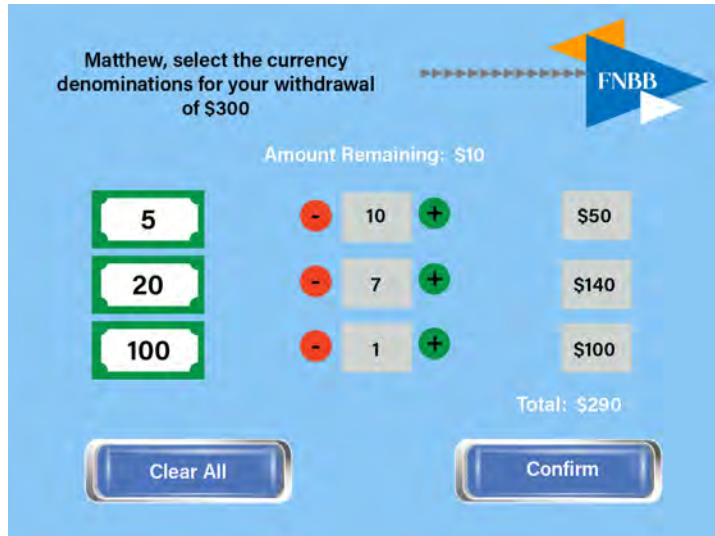 Matthew, select the currency
denominations for your withdrawal
of $300
FNBB
Amount Remaining: $10
5 - 10 + $50
20 - 7 + $140
100 - 1 + $100
Total: $290
Clear All Confirm